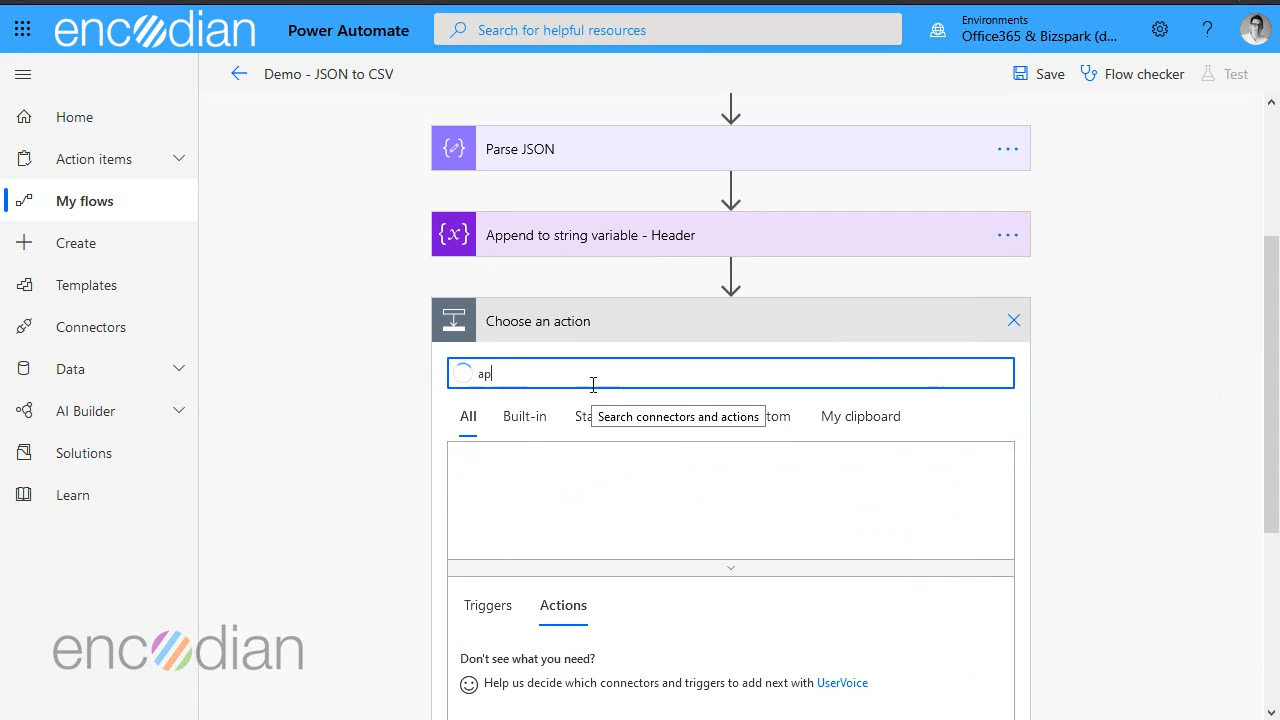 encodian
Power Automate
Search for helpful resources
Environments
Office365 & Bizspark (d...
Demo - JSON to CSV
Save
Flow checker
Test
Home
Action items
My flows
Create
Templates
Connectors
Data
AI Builder
Solutions
Learn
Parse JSON
{x}
Append to string variable - Header
Choose an action
ap
All
Built-in
Sta
tom
My clipboard
Search connectors and actions
Triggers
Actions
Don't see what you need?
Help us decide which connectors and triggers to add next with UserVoice
encodian